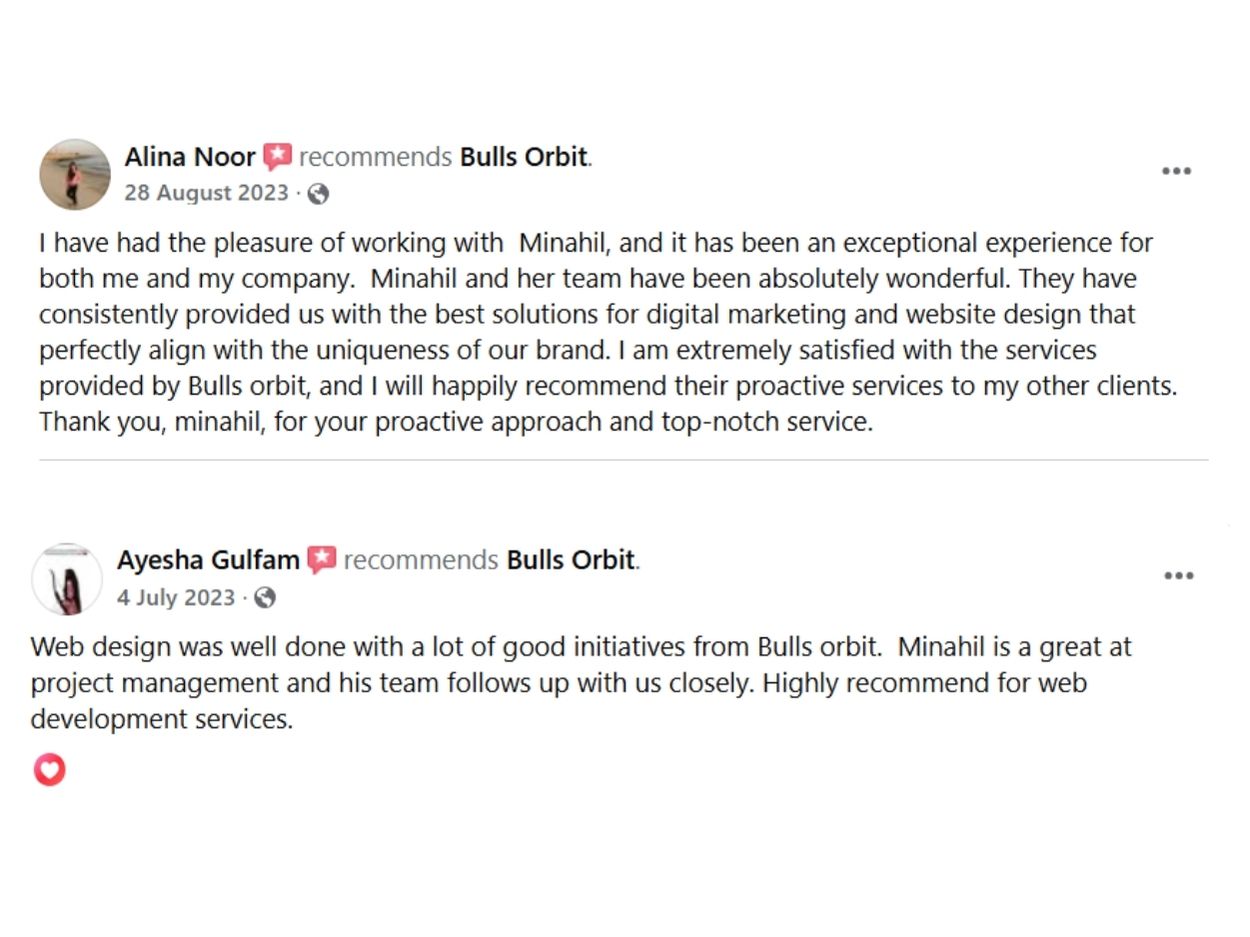 Alina Noor recommends Bulls Orbit.
28 August 2023 ·
I have had the pleasure of working with  Minahil, and it has been an exceptional experience for
both me and my company.  Minahil and her team have been absolutely wonderful. They have
consistently provided us with the best solutions for digital marketing and website design that
perfectly align with the uniqueness of our brand. I am extremely satisfied with the services
provided by Bulls orbit, and I will happily recommend their proactive services to my other clients.
Thank you, minahil, for your proactive approach and top-notch service.
Ayesha Gulfam recommends Bulls Orbit.
4 July 2023 ·
Web design was well done with a lot of good initiatives from Bulls orbit.  Minahil is a great at
project management and his team follows up with us closely. Highly recommend for web
development services.